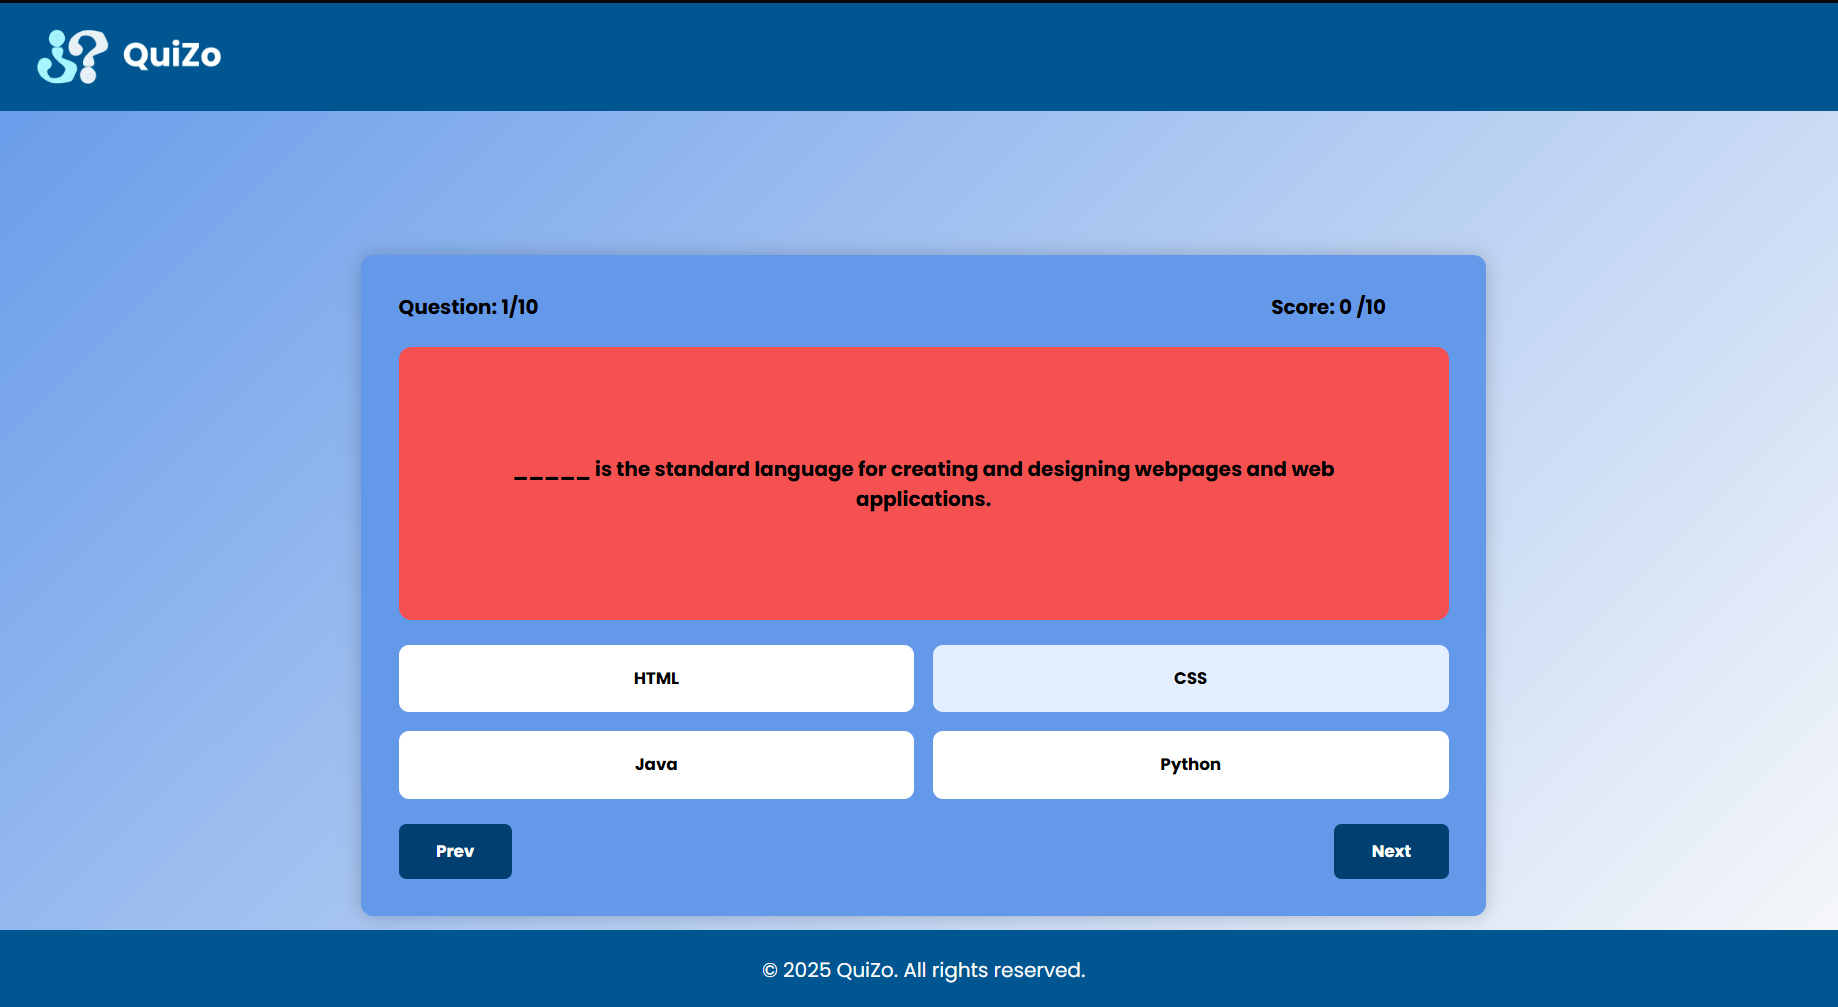 QuiZo
Question: 1/10
Score: 0 /10
_____ is the standard language for creating and designing webpages and web
applications.
HTML
CSS
Java
Python
Prev
Next
© 2025 QuiZo. All rights reserved.